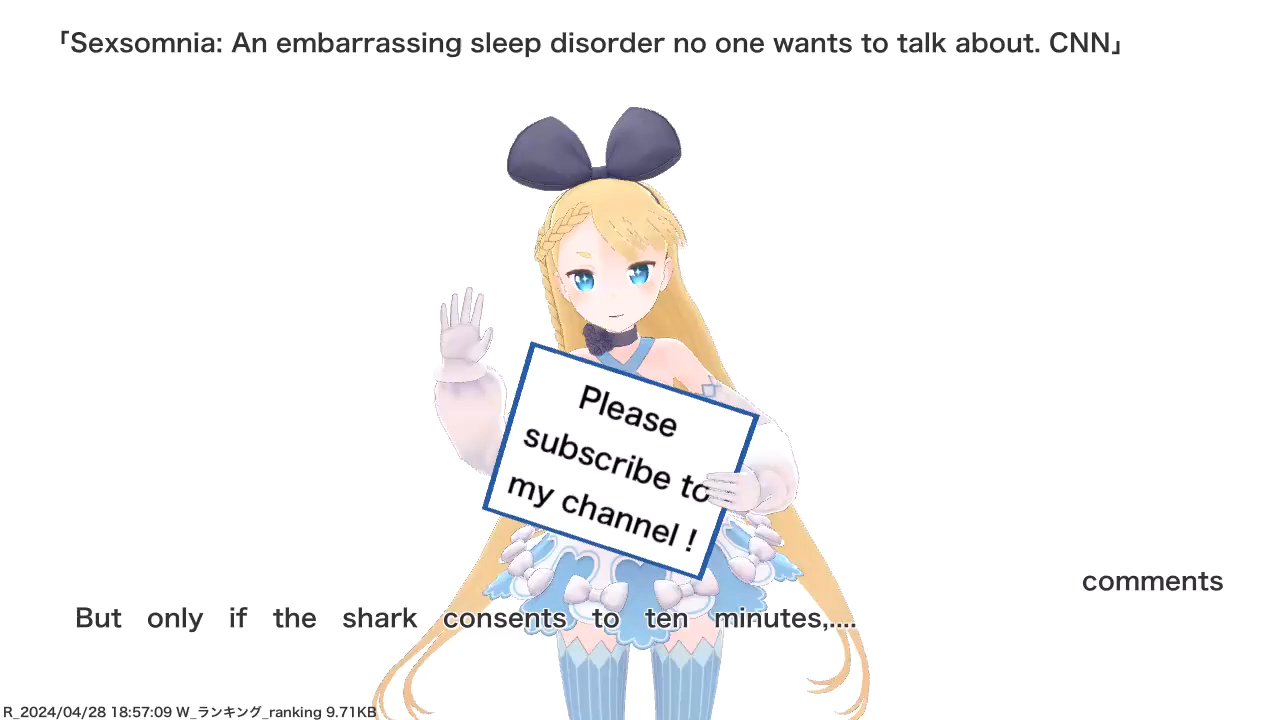 「Sexsomnia: An embarrassing sleep disorder no one wants to talk about. CNN」
Please
subscribe to
my channel !
comments
But only if the shark consents to ten minutes,....
R_2024/04/28 18:57:09 W_ランキング_ranking 9.71KB